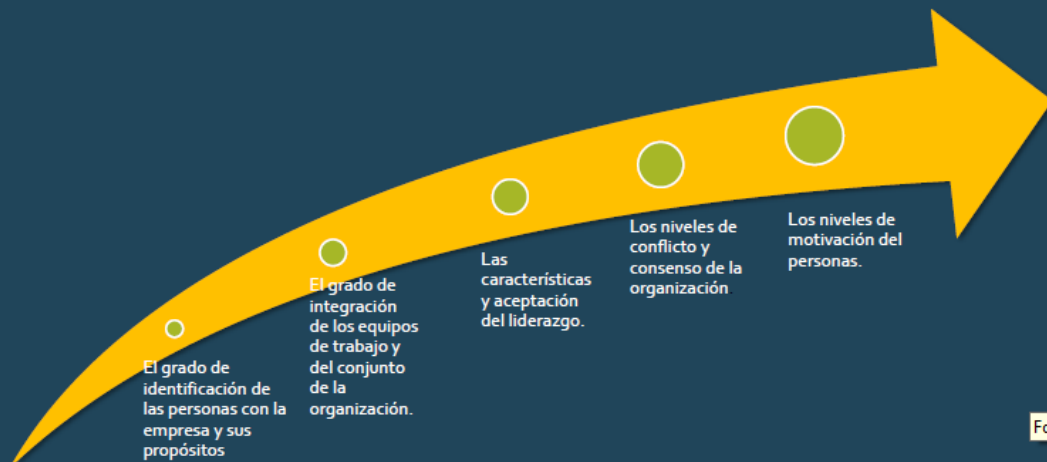 El grado de
identificación de
las personas con la
empresa y sus
propósitos
El grado de
integración
de los equipos
de trabajo y
del conjunto
de la
organización.
Las
características
y aceptación
del liderazgo.
Los niveles de
conflicto y
consenso de la
organización.
Los niveles de
motivación del
personas.
Fo